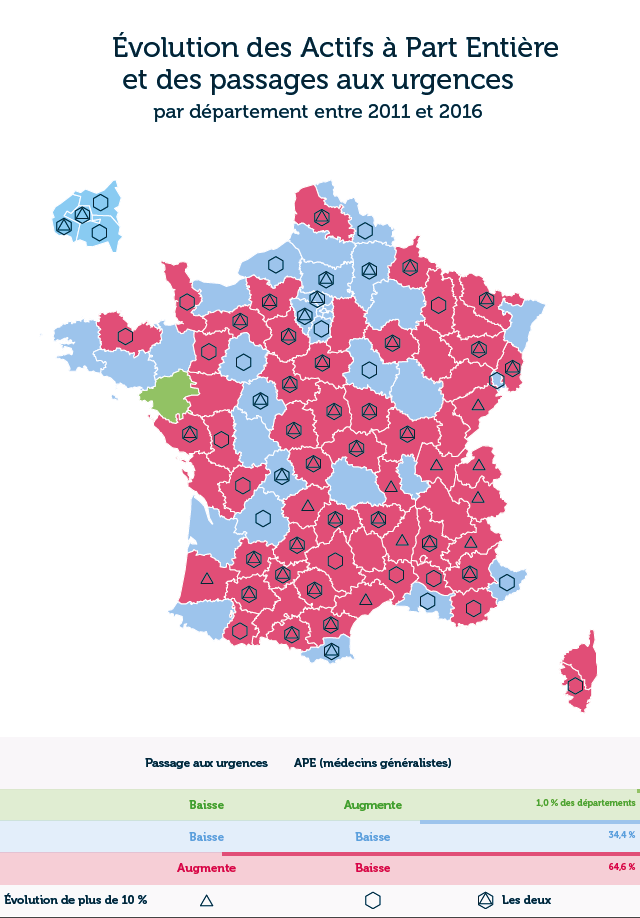 Évolution des Actifs à Part Entière
et des passages aux urgences
par département entre 2011 et 2016
Passage aux urgences APE (médecins généralistes)
Baisse Augmente 1,0 % des départements
Baisse Baisse 34,4 %
Augmente Baisse 64,6 %
Évolution de plus de 10 % Les deux